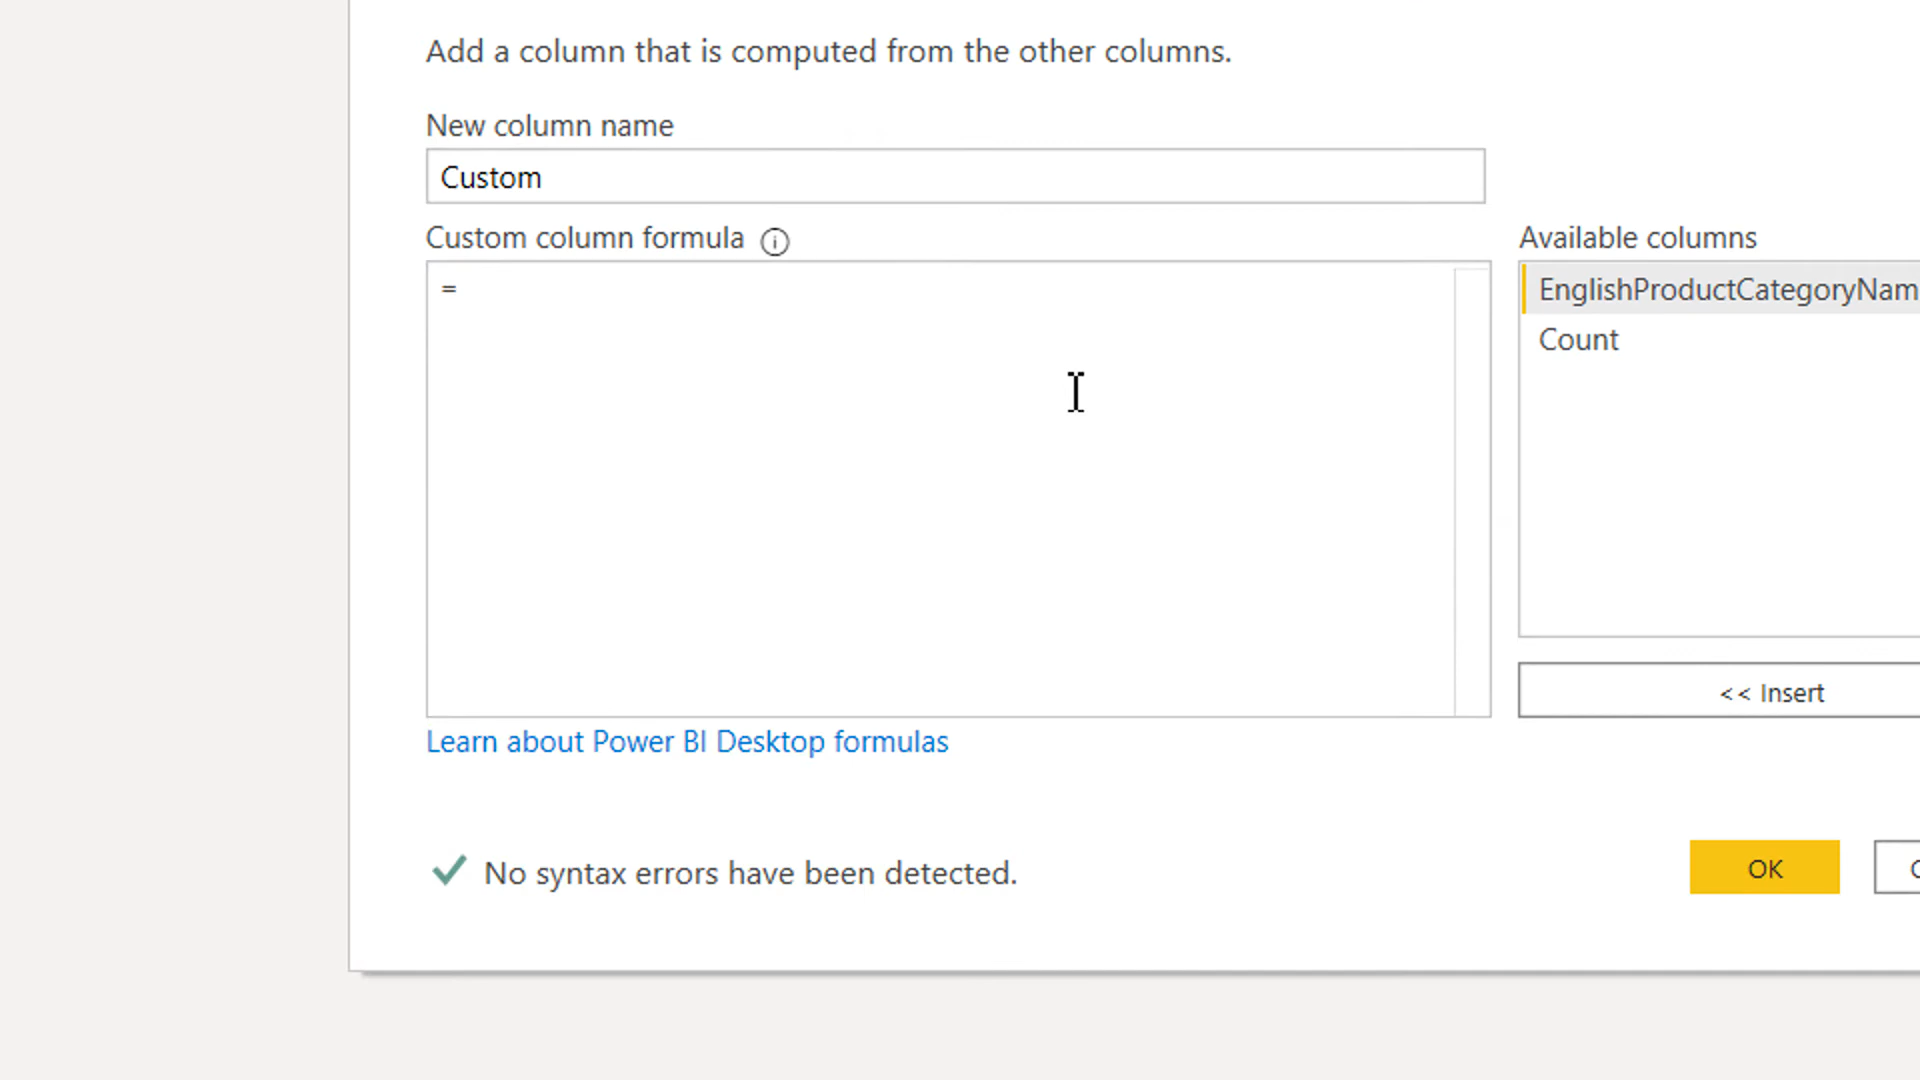 Add a column that is computed from the other columns.
New column name
Custom
Custom column formula
Available columns
=
EnglishProductCategoryNam
Count
<< Insert
Learn about Power BI Desktop formulas
No syntax errors have been detected.
OK